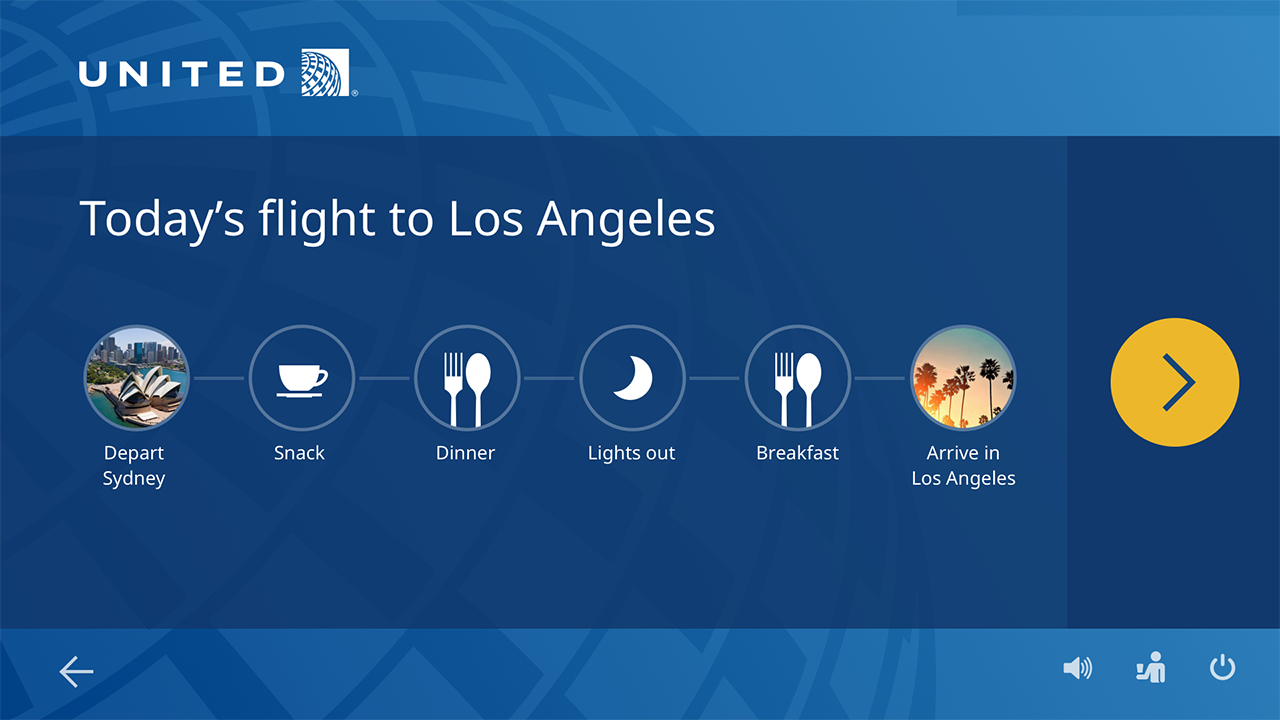 UNITED
®
Today’s flight to Los Angeles
Depart
Sydney
Snack
Dinner
Lights out
Breakfast
Arrive in
Los Angeles